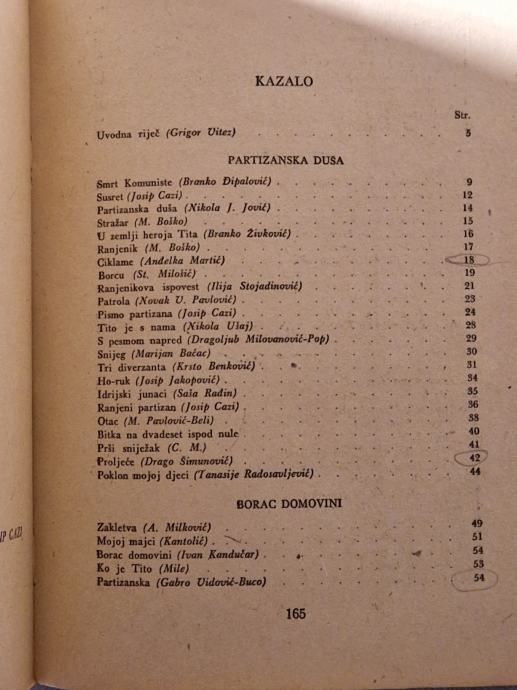 KAZALO
Str.
Uvodna riječ (Grigor Vitez) . . . . . . . . . 5
PARTIZANSKA DUŠA
Smrt Komuniste (Branko Đipalović) . . . . . . . . 9
Susret (Josip Cazi) . . . . . . . . . . . 12
Partizanska duša (Nikola J. Jović) . . . . . . . . 14
Stražar (M. Boško) . . . . . . . . . . . 15
U zemlji heroja Tita (Branko Živković) . . . . . . . 16
Ranjenik (M. Boško) . . . . . . . . . . 17
Ciklame (Anđelka Martić) . . . . . . . . . 18
Borcu (St. Milošić) . . . . . . . . . . . 19
Ranjenikova ispovest (Ilija Stojadinović) . . . . . . . 21
Patrola (Novak U. Pavlović) . . . . . . . . . 23
Pismo partizana (Josip Cazi) . . . . . . . . . 24
Tito je s nama (Nikola Ušaj) . . . . . . . . . 28
S pesmom napred (Dragoljub Milovanović-Pop) . . . . . . 29
Snijeg (Marijan Bačac) . . . . . . . . . . 30
Tri diverzanta (Krsto Benković) . . . . . . . . 31
Ho-ruk (Josip Jakopović) . . . . . . . . . . 34
Idrijski junaci (Saša Radin) . . . . . . . . . 35
Ranjeni partizan (Josip Cazi) . . . . . . . . . 36
Otac (M. Pavlović-Beli) . . . . . . . . . . 38
Bitka na dvadeset ispod nule . . . . . . . . . 40
Prši sniježak (C. M.) . . . . . . . . . . 41
Proljeće (Drago Šimunović) . . . . . . . . . 42
Poklon mojoj djeci (Tanasije Radosavljević) . . . . . . 44
BORAC DOMOVINI
Zakletva (A. Milković) . . . . . . . . . . 49
Mojoj majci (Kantolić) . . . . . . . . . . 51
Borac domovini (Ivan Kandučar) . . . . . . . . 54
Ko je Tito (Mile) . . . . . . . . . . . 53
Partizanska (Gabro Vidović-Buco) . . . . . . . . 54
165
IP CAZI